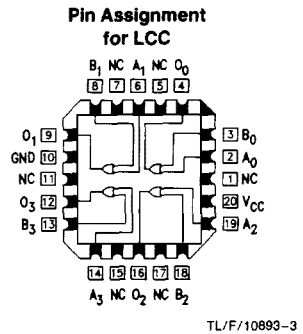 Pin Assignment
for LCC
B1 NC A1 NC O0
8 7 6 5 4
O1 9
GND 10
NC 11
O3 12
B3 13
3 B0
2 A0
1 NC
20 VCC
19 A2
14 15 16 17 18
A3 NC O2 NC B2
TL/F/10893-3